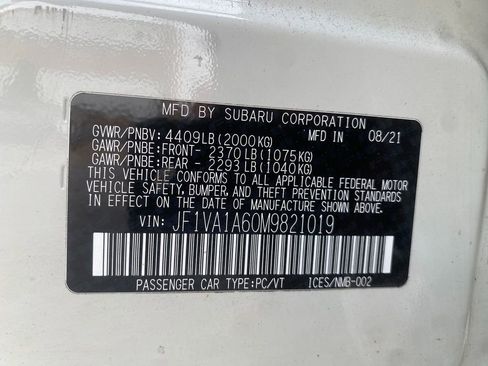 MFD BY SUBARU CORPORATION
GVWR/PNBV: 4409LB(2000KG) MFD IN 08/21
GAWR/PNBE:FRONT- 2370LB(1075KG)
GAWR/PNBE:REAR - 2293LB(1040KG)
THIS VEHICLE CONFORMS TO ALL APPLICABLE FEDERAL MOTOR
VEHICLE SAFETY, BUMPER, AND THEFT PREVENTION STANDARDS
IN EFFECT ON THE DATE OF MANUFACTURE SHOWN ABOVE.
VIN: JF1VA1A60M9821019
PASSENGER CAR TYPE:PC/VT ICES/NMB-002